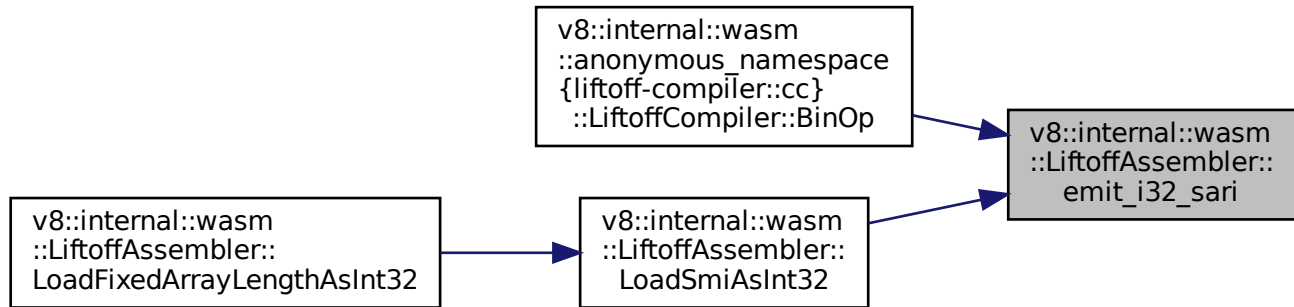 v8::internal::wasm
::anonymous_namespace
{liftoff-compiler::cc}
::LiftoffCompiler::BinOp
v8::internal::wasm
::LiftoffAssembler::
emit_i32_sari
v8::internal::wasm
::LiftoffAssembler::
LoadFixedArrayLengthAsInt32
v8::internal::wasm
::LiftoffAssembler::
LoadSmiAsInt32